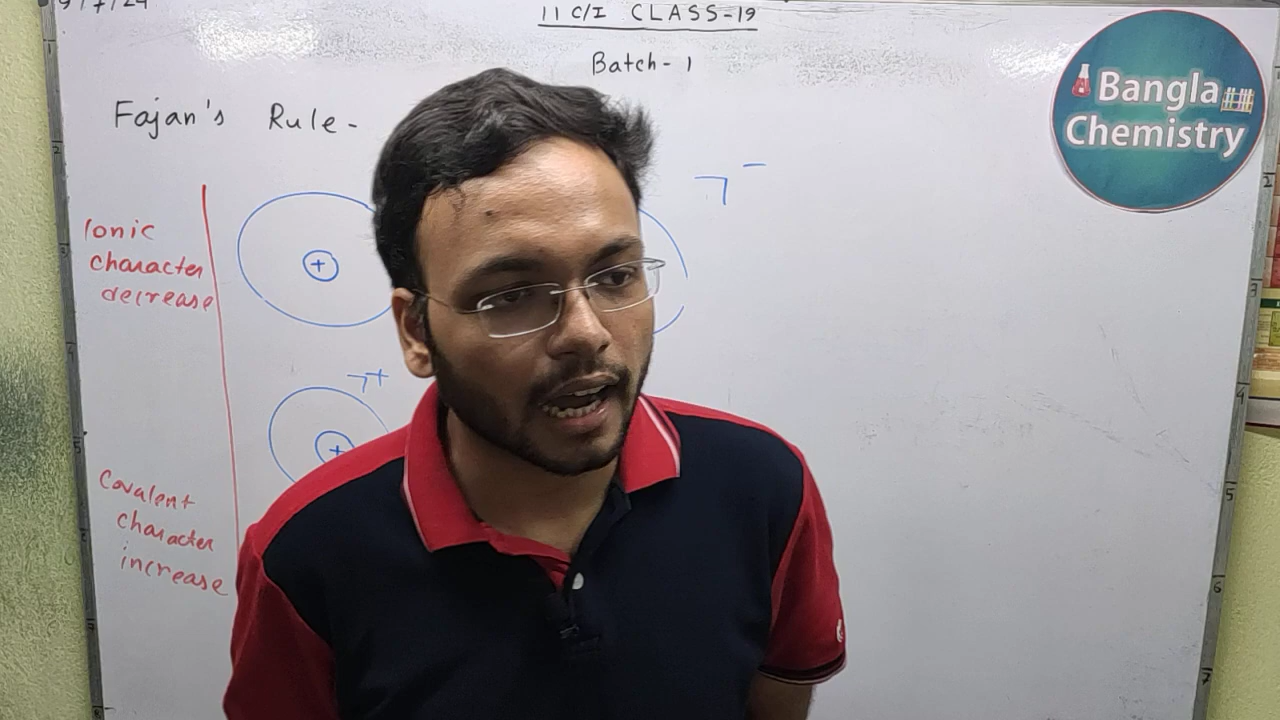 9/7/24
11 C/I CLASS-19
Batch- 1
Bangla
Chemistry
Fajan's Rule-
Ionic
character
decrease
+
+
Covalent
character
increase